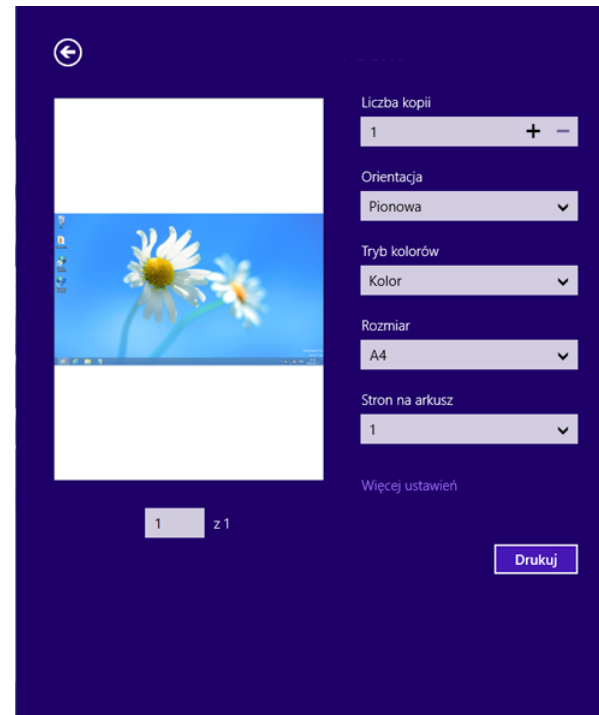 Liczba kopii
1
Orientacja
Pionowa
Tryb kolorów
Kolor
Rozmiar
A4
Stron na arkusz
1
Więcej ustawień
1 z 1
Drukuj